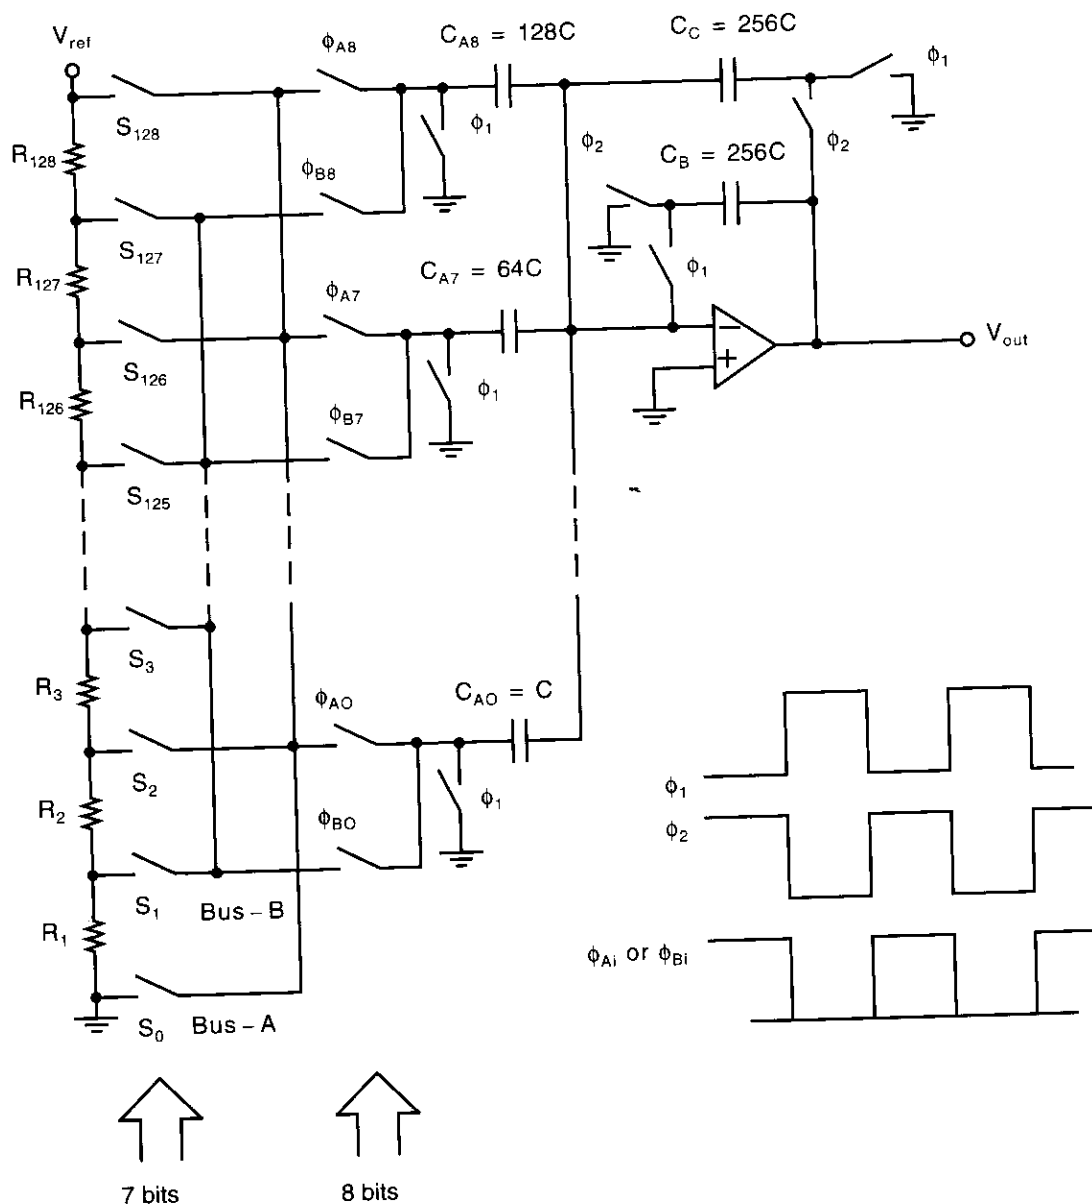 V_ref
S_128
ϕ_A8
C_A8 = 128C
C_C = 256C
ϕ_1
ϕ_1
ϕ_2
ϕ_2
R_128
S_127
ϕ_B8
C_B = 256C
R_127
S_126
ϕ_A7
C_A7 = 64C
ϕ_1
ϕ_1
−
+
V_out
R_126
S_125
ϕ_B7
S_3
R_3
S_2
ϕ_AO
C_AO = C
ϕ_1
R_2
S_1
Bus – B
ϕ_BO
R_1
S_0
Bus – A
ϕ_1
ϕ_2
ϕ_Ai or ϕ_Bi
7 bits
8 bits